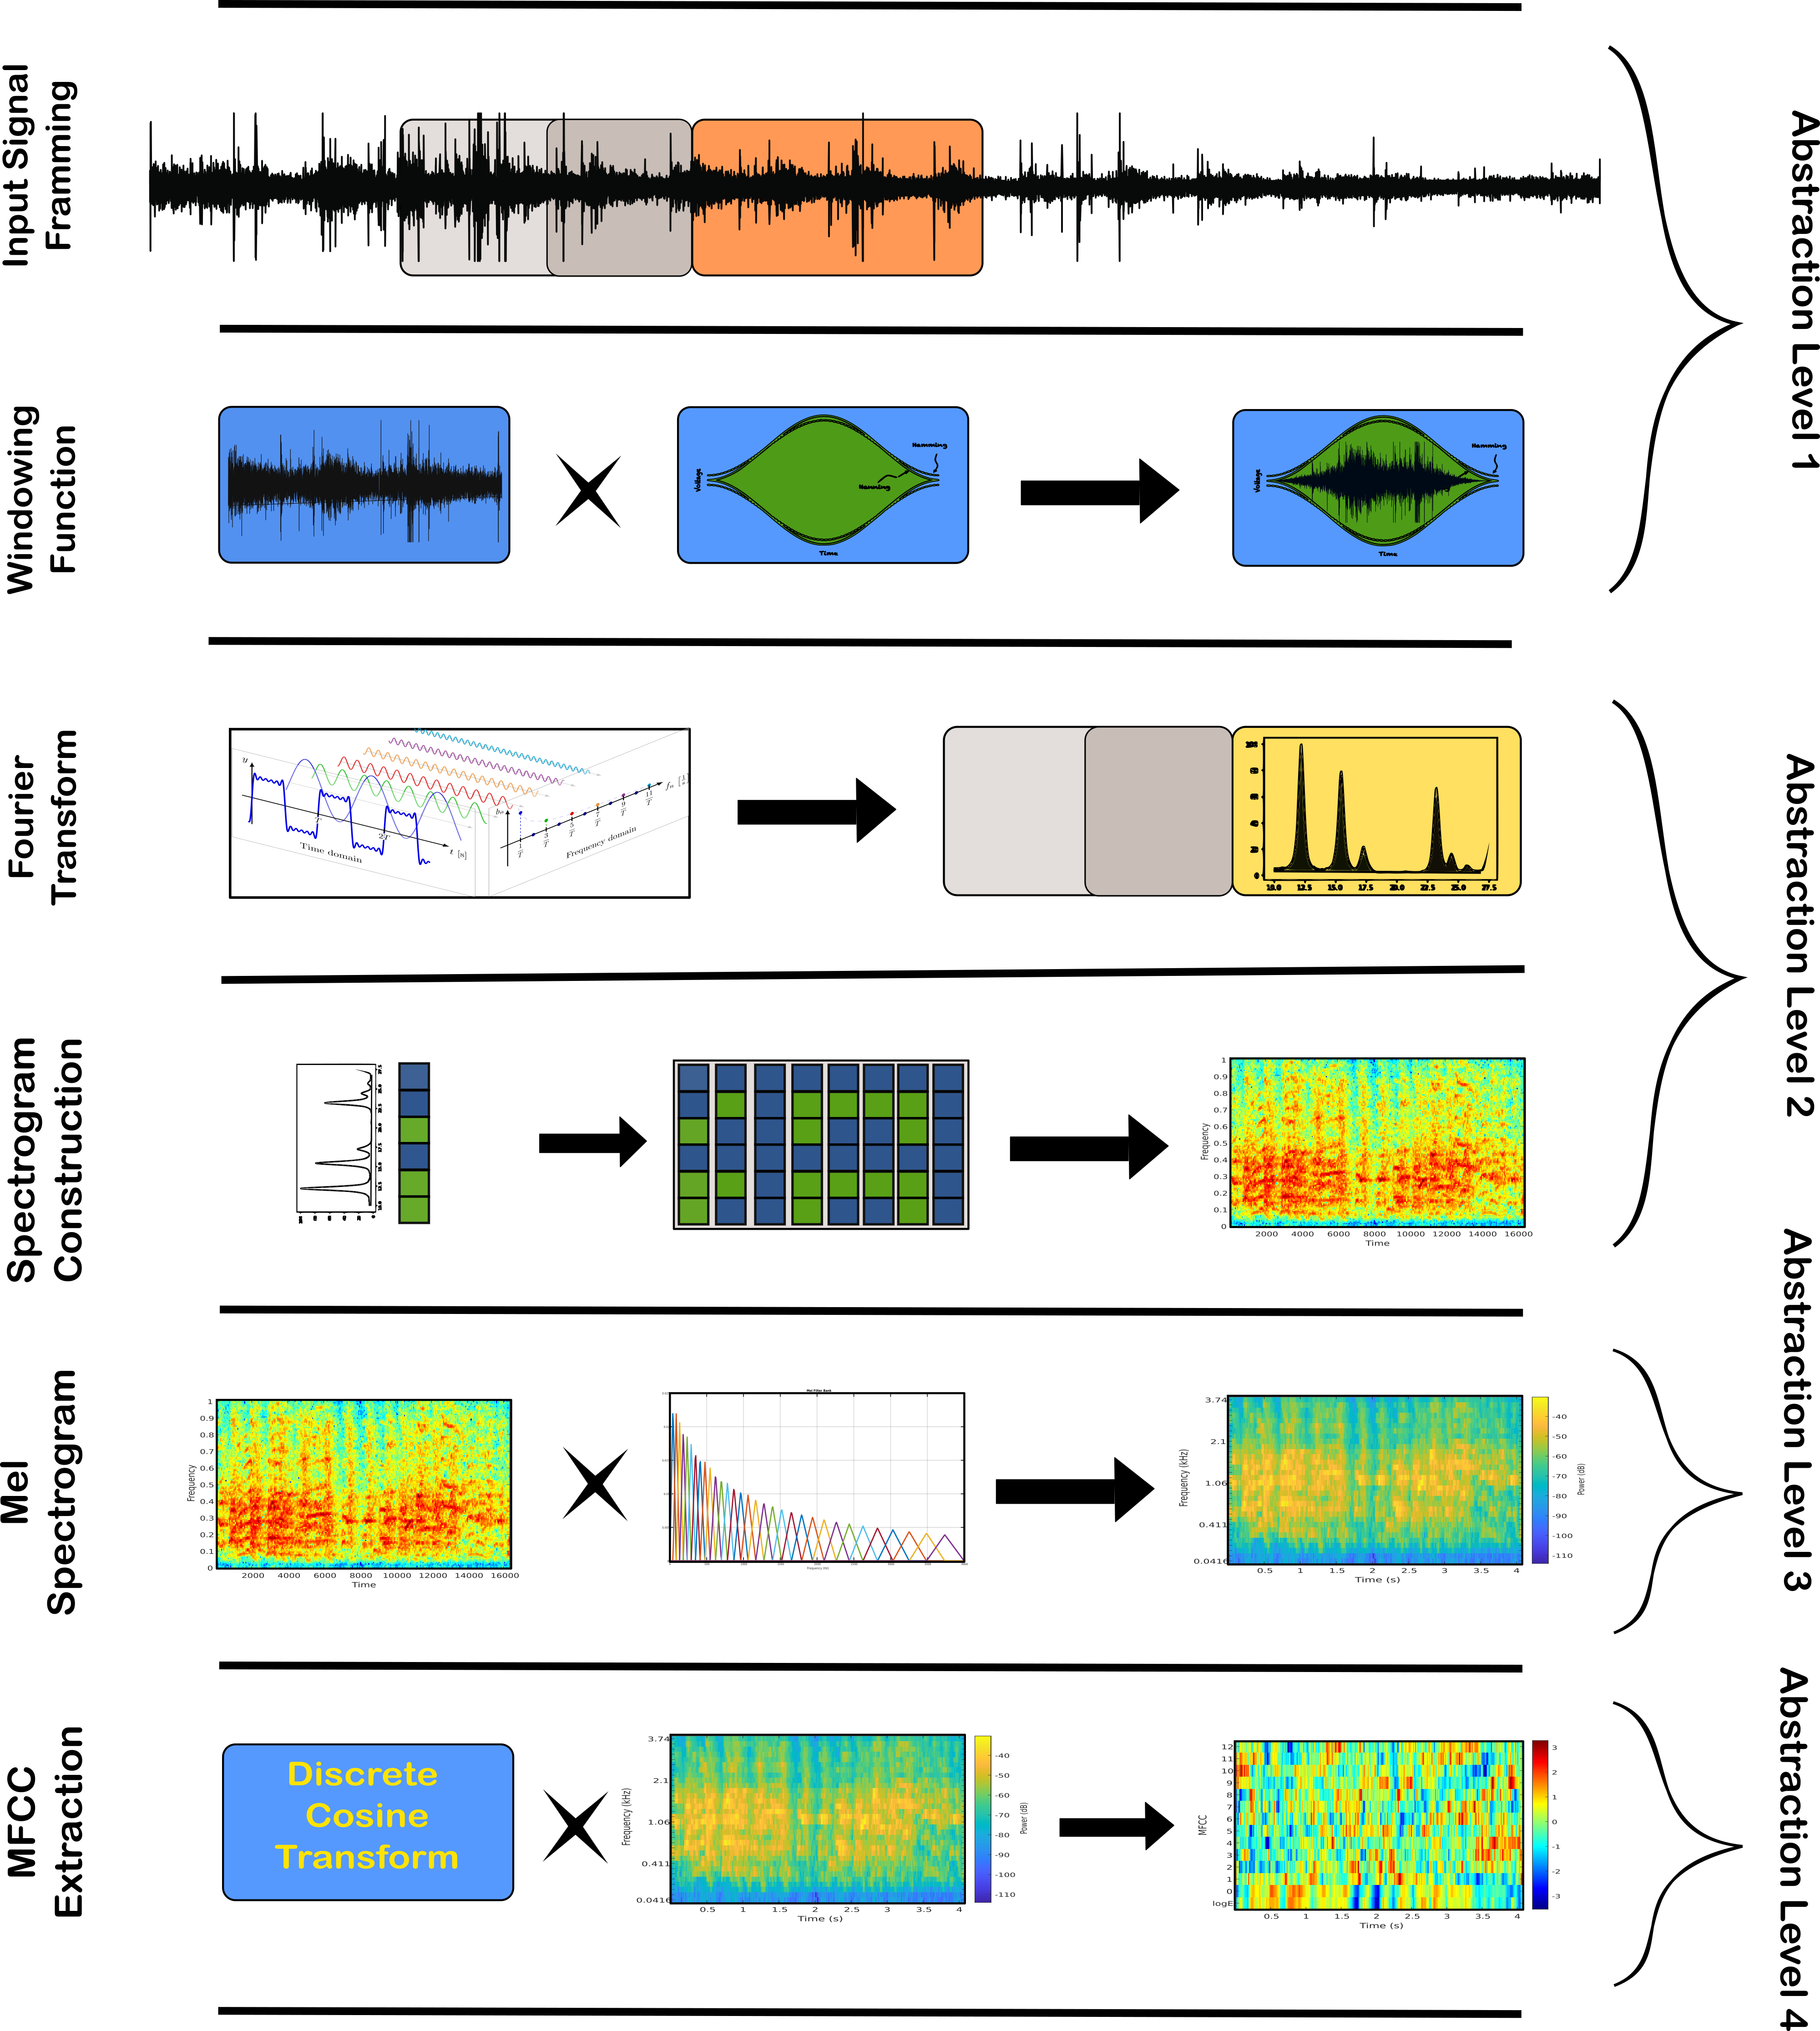 Input Signal
Framming
Abstraction Level 1
Windowing
Function
Voltage
Hamming
Hanning
Time
Voltage
Hamming
Time
Fourier
Transform
Abstraction Level 2
y
T
2T
t [s]
Time domain
Frequency domain
100
80
60
40
20
0
10.0 12.5 15.0 17.5 20.0 22.5 25.0 27.5
Spectrogram
Construction
Frequency
1
0.9
0.8
0.7
0.6
0.5
0.4
0.3
0.2
0.1
0
2000 4000 6000 8000 10000 12000 14000 16000
Time
Mel
Spectrogram
Abstraction Level 3
Frequency
1
0.9
0.8
0.7
0.6
0.5
0.4
0.3
0.2
0.1
0
2000 4000 6000 8000 10000 12000 14000 16000
Time
Mel Filter Bank
Frequency (Hz)
Frequency (kHz)
3.74
2.1
1.06
0.411
0.0416
0.5 1 1.5 2 2.5 3 3.5 4
Time (s)
-40
-50
-60
-70
-80
-90
-100
-110
Power (dB)
MFCC
Extraction
Abstraction Level 4
Discrete
Cosine
Transform
Frequency (kHz)
3.74
2.1
1.06
0.411
0.0416
0.5 1 1.5 2 2.5 3 3.5 4
Time (s)
-40
-50
-60
-70
-80
-90
-100
-110
Power (dB)
MFCC
12
11
10
9
8
7
6
5
4
3
2
1
0
logE
0.5 1 1.5 2 2.5 3 3.5 4
Time (s)
3
2
1
0
-1
-2
-3